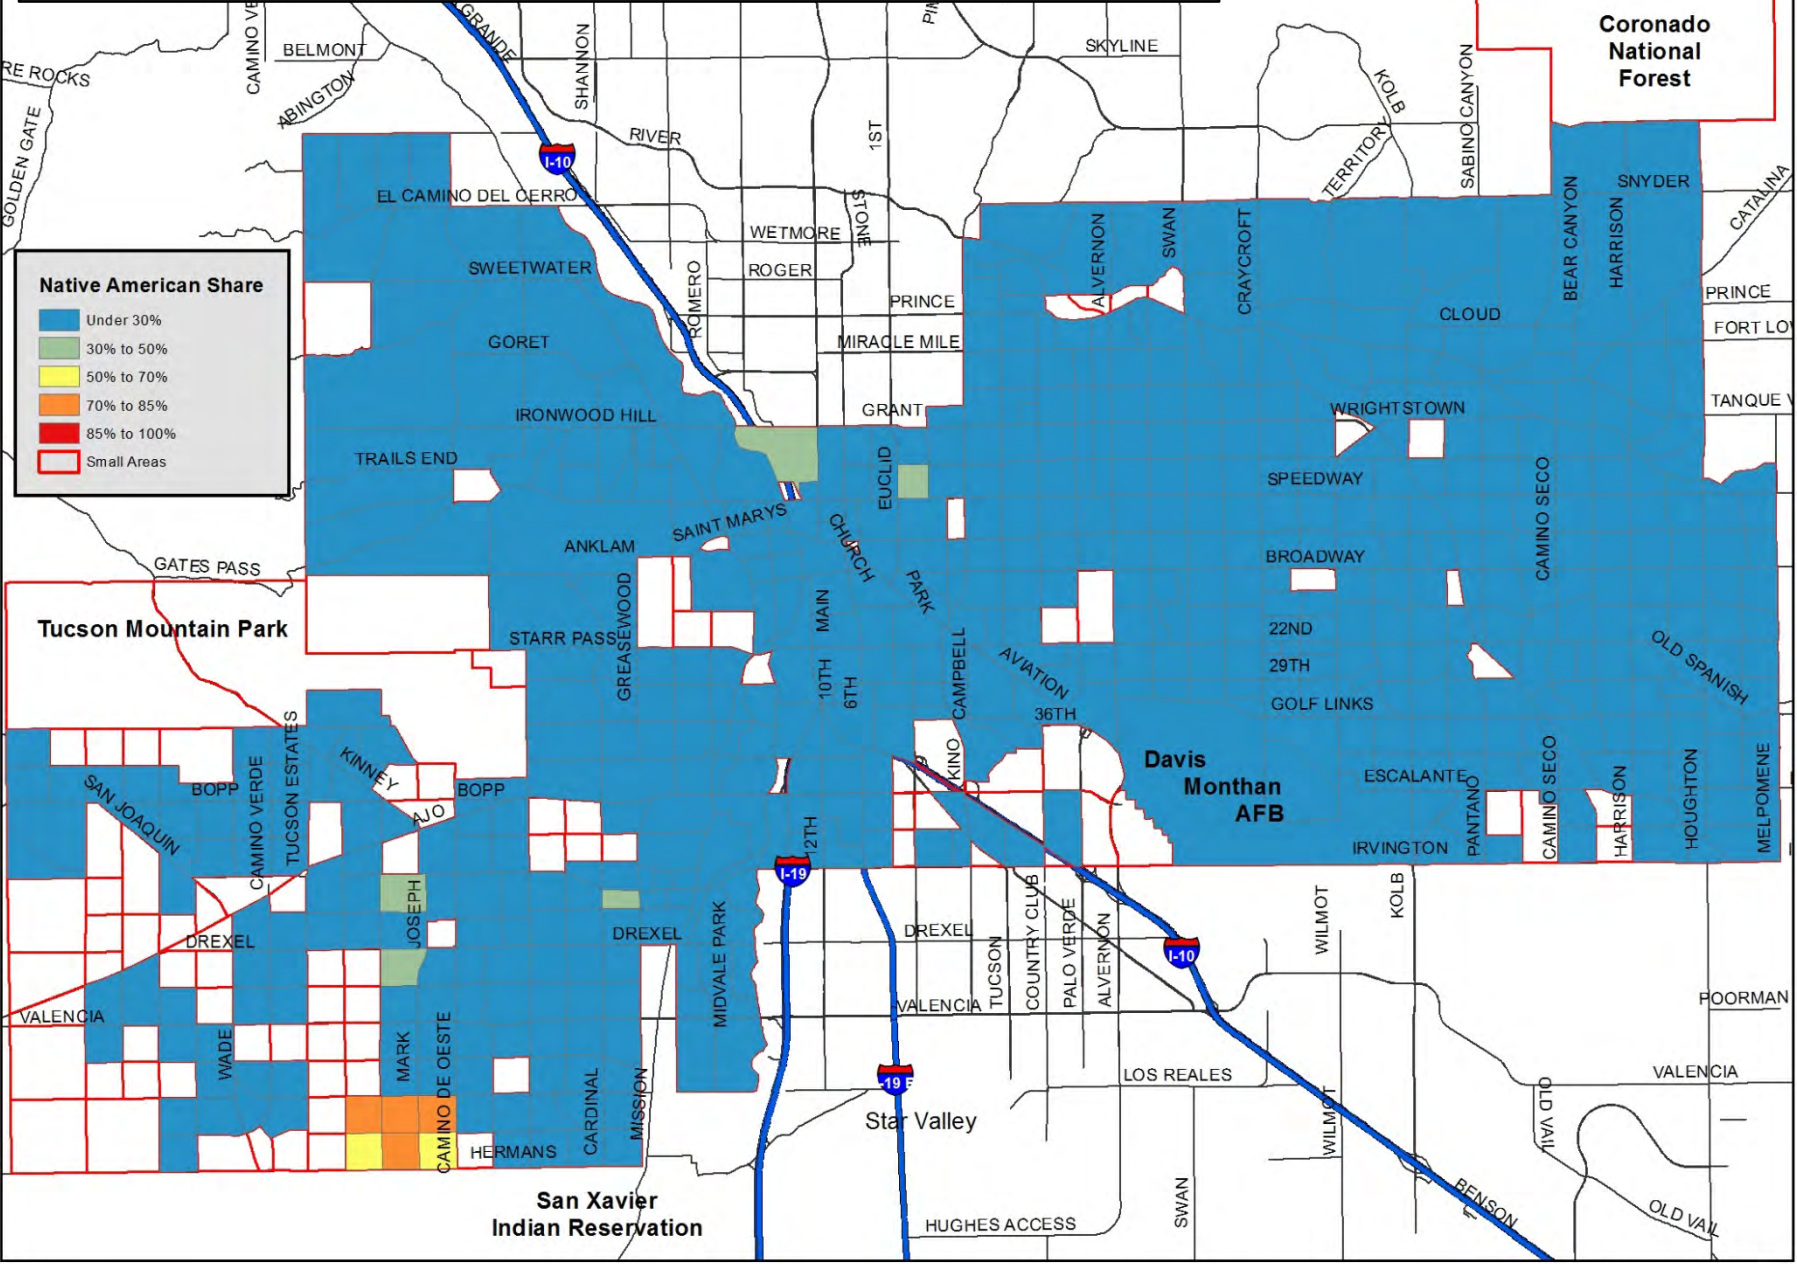 GRANDE
PIM
CAMINO VE
BELMONT
SHANNON
SKYLINE
Coronado
National
Forest
RE ROCKS
ABINGTON
KOLB
SABINO CANYON
GOLDEN GATE
RIVER
1ST
TERRITORY
I-10
EL CAMINO DEL CERRO
STONE
SNYDER
CATALINA
WETMORE
ALVERNON
SWAN
CRAYCROFT
BEAR CANYON
HARRISON
SWEETWATER
ROGER
ROMERO
PRINCE
PRINCE
CLOUD
FORT LO
GORET
MIRACLE MILE
Native American Share
Under 30%
30% to 50%
50% to 70%
70% to 85%
85% to 100%
Small Areas
IRONWOOD HILL
GRANT
WRIGHTSTOWN
TANQUE V
TRAILS END
EUCLID
SPEEDWAY
CAMINO SECO
SAINT MARYS
CHURCH
ANKLAM
BROADWAY
GATES PASS
GREASEWOOD
PARK
MAIN
Tucson Mountain Park
STARR PASS
22ND
OLD SPANISH
10TH
6TH
CAMPBELL
AVIATION
29TH
36TH
GOLF LINKS
TUCSON ESTATES
KINNEY
KINO
Davis
Monthan
AFB
ESCALANTE
CAMINO SECO
HOUGHTON
MELPOMENE
SAN JOAQUIN
BOPP
CAMINO VERDE
BOPP
AJO
PANTANO
HARRISON
12TH
IRVINGTON
I-19
JOSEPH
DREXEL
DREXEL
MIDVALE PARK
DREXEL
TUCSON
COUNTRY CLUB
PALO VERDE
ALVERNON
WILMOT
KOLB
I-10
VALENCIA
VALENCIA
POORMAN
WADE
MARK
CAMINO DE OESTE
CARDINAL
MISSION
LOS REALES
VALENCIA
WILMOT
OLD VAIL
Star Valley
HERMANS
San Xavier
Indian Reservation
HUGHES ACCESS
SWAN
BENSON
OLD VAIL